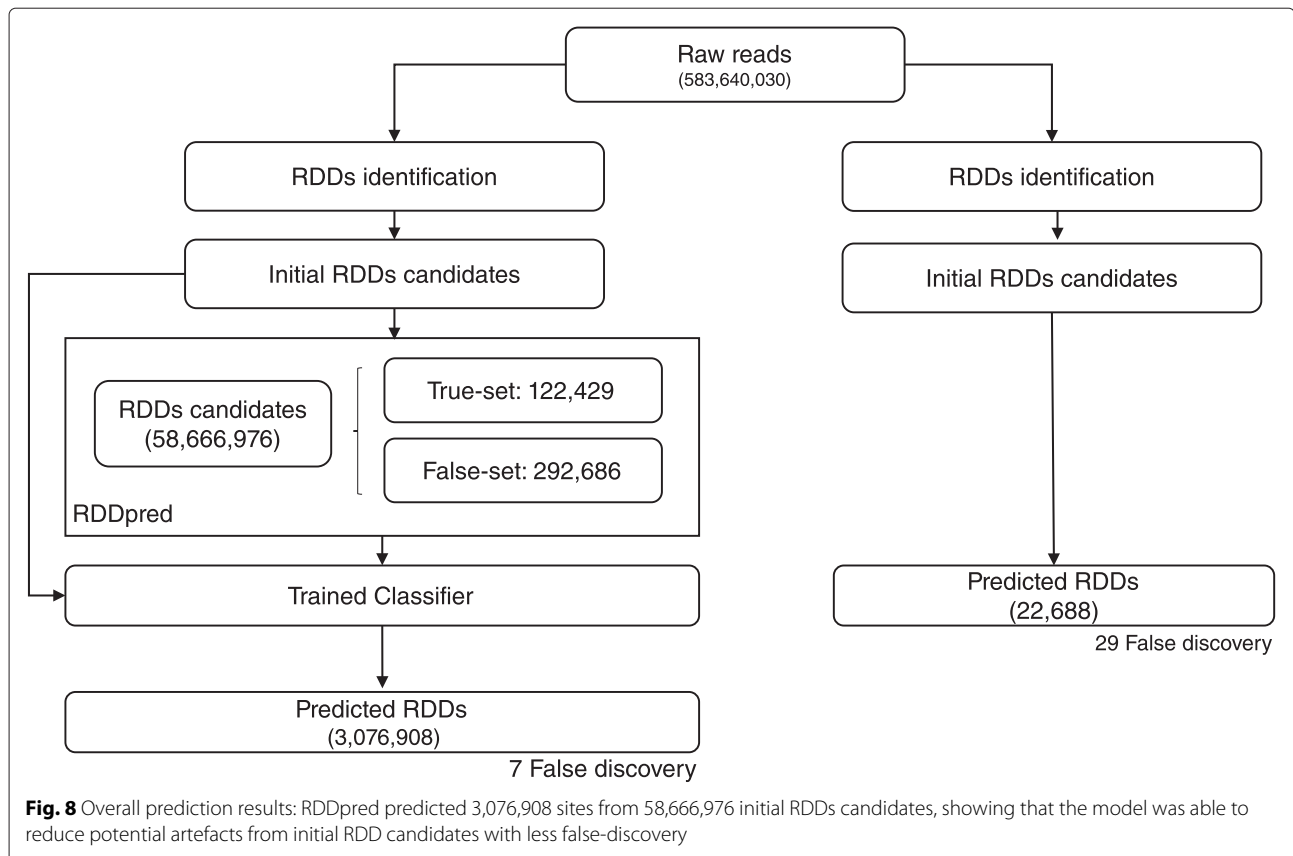 Raw reads
(583,640,030)
RDDs identification
Initial RDDs candidates
RDDs candidates
(58,666,976)
True-set: 122,429
False-set: 292,686
RDDpred
Trained Classifier
Predicted RDDs
(3,076,908)
7 False discovery
RDDs identification
Initial RDDs candidates
Predicted RDDs
(22,688)
29 False discovery
Fig. 8 Overall prediction results: RDDpred predicted 3,076,908 sites from 58,666,976 initial RDDs candidates, showing that the model was able to
reduce potential artefacts from initial RDD candidates with less false-discovery